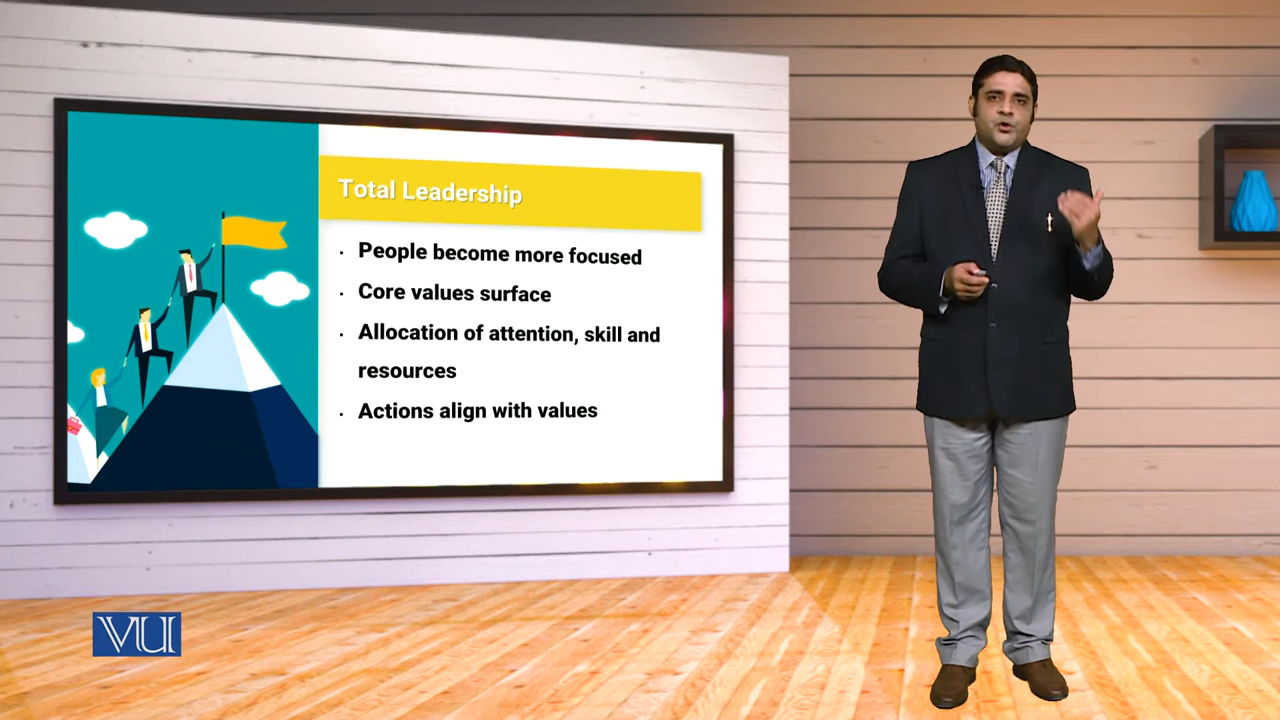 Total Leadership
· People become more focused
· Core values surface
· Allocation of attention, skill and
resources
· Actions align with values
VU